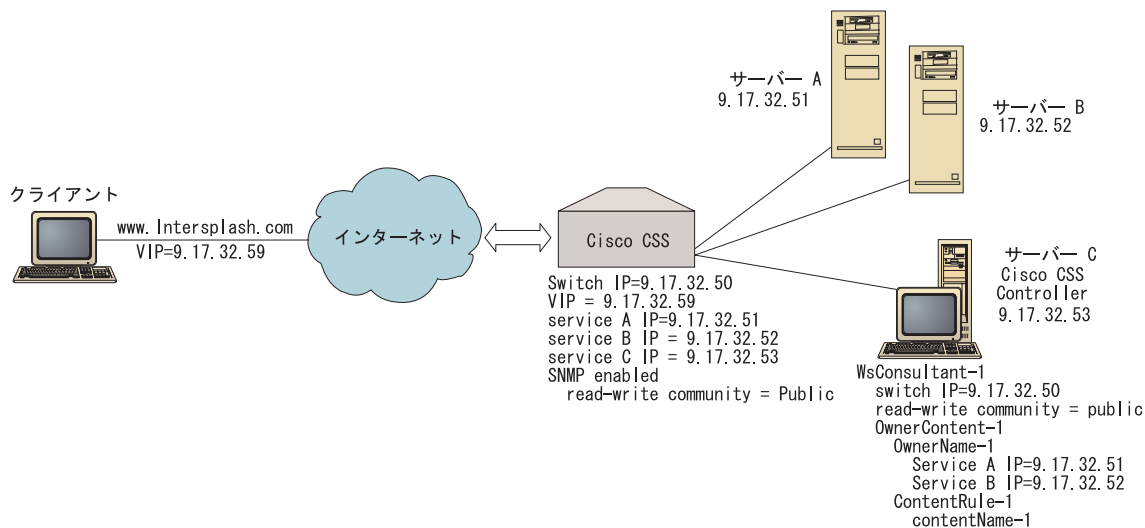 クライアント
www.Intersplash.com
VIP=9.17.32.59
インターネット
Cisco CSS
Switch IP=9.17.32.50
VIP = 9.17.32.59
service A IP=9.17.32.51
service B IP = 9.17.32.52
service C IP = 9.17.32.53
SNMP enabled
read-write community = Public
サーバー A
9.17.32.51
サーバー B
9.17.32.52
サーバー C
Cisco CSS
Controller
9.17.32.53
WsConsultant-1
switch IP=9.17.32.50
read-write community = public
OwnerContent-1
OwnerName-1
Service A IP=9.17.32.51
Service B IP=9.17.32.52
ContentRule-1
contentName-1